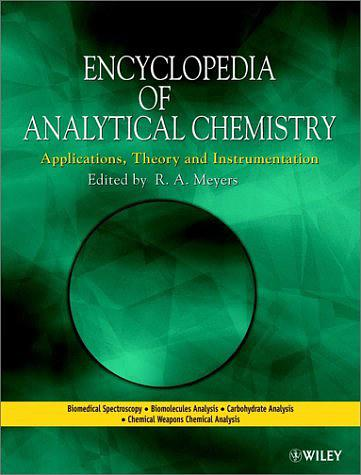 ENCYCLOPEDIA
OF
ANALYTICAL CHEMISTRY
Applications, Theory and Instrumentation
Edited by R. A. Meyers
Biomedical Spectroscopy • Biomolecules Analysis • Carbohydrate Analysis
• Chemical Weapons Chemical Analysis
WILEY